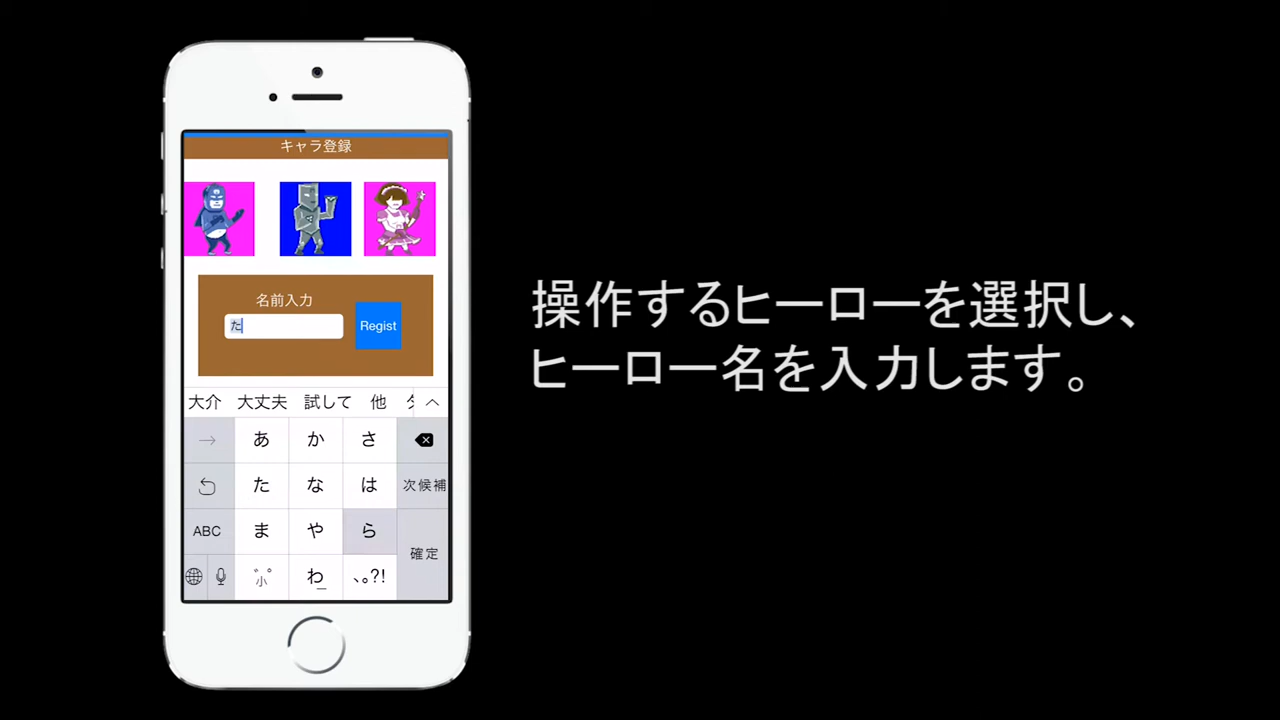 キャラ登録
名前入力
た
Regist
大介 大丈夫 試して 他
→ あ か さ
た な は 次候補
ABC ま や ら
確定
小 わ 、。?!
操作するヒーローを選択し、
ヒーロー名を入力します。